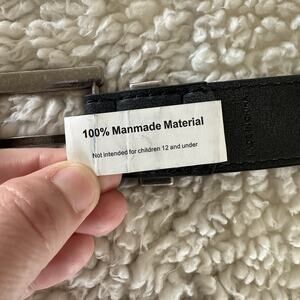 100% Manmade Material
Not intended for children 12 and under